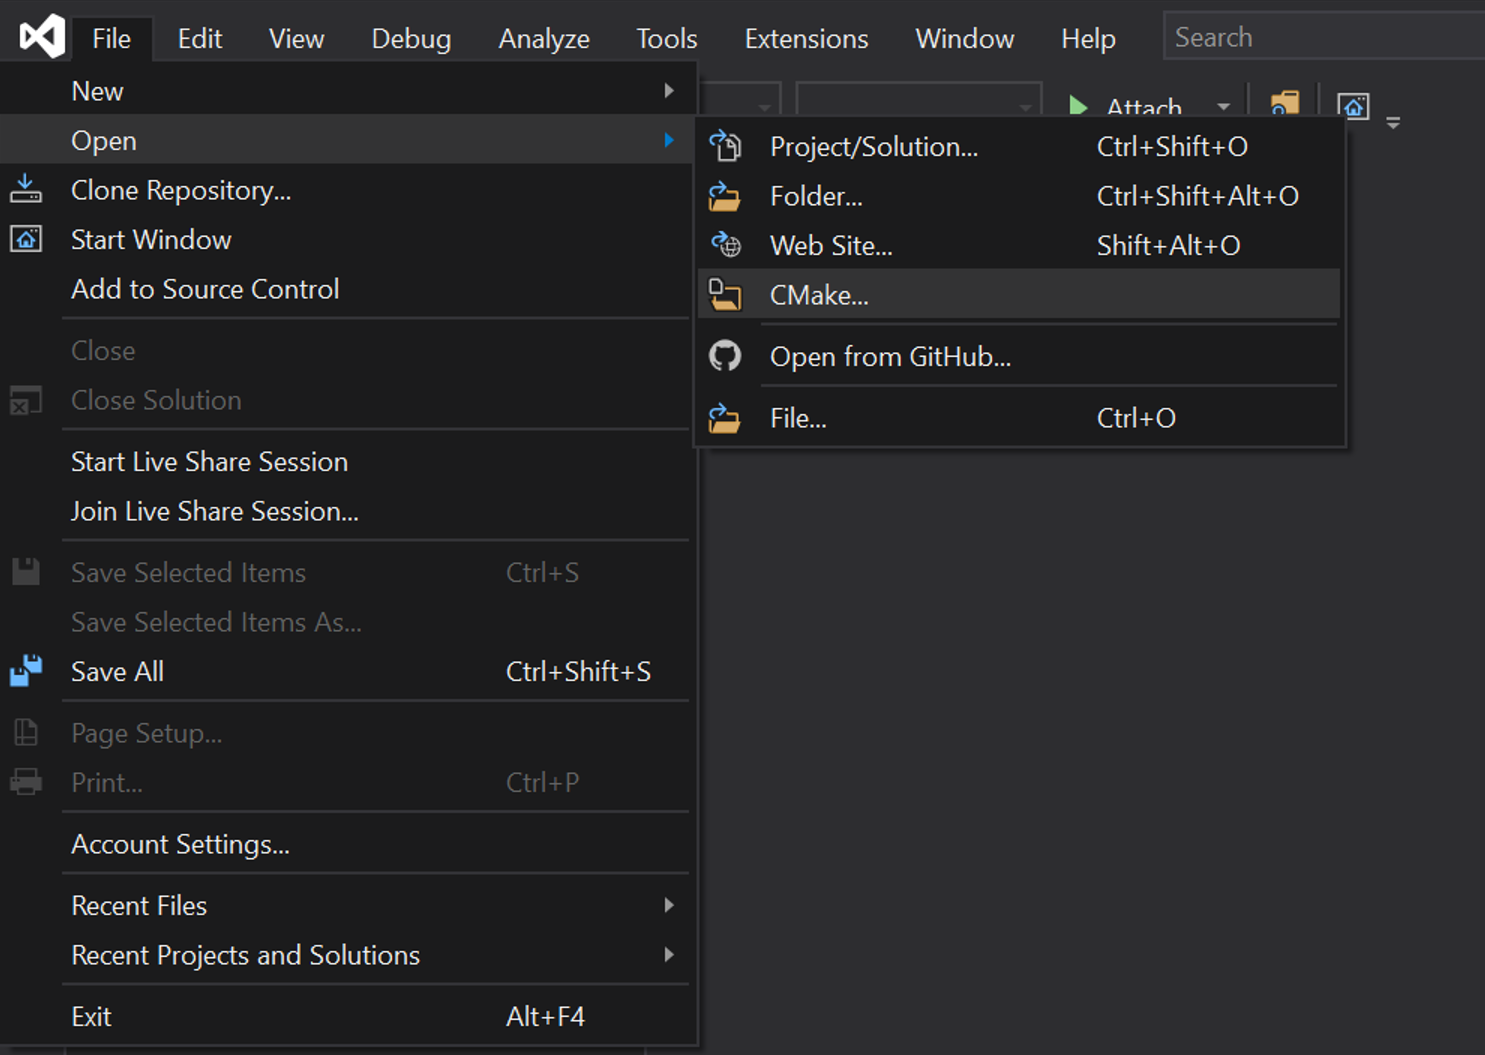 File Edit View Debug Analyze Tools Extensions Window Help Search
Attach
New
Open
Clone Repository...
Start Window
Add to Source Control
Close
Close Solution
Start Live Share Session
Join Live Share Session...
Save Selected Items Ctrl+S
Save Selected Items As...
Save All Ctrl+Shift+S
Page Setup...
Print... Ctrl+P
Account Settings...
Recent Files
Recent Projects and Solutions
Exit Alt+F4
Project/Solution... Ctrl+Shift+O
Folder... Ctrl+Shift+Alt+O
Web Site... Shift+Alt+O
CMake...
Open from GitHub...
File... Ctrl+O